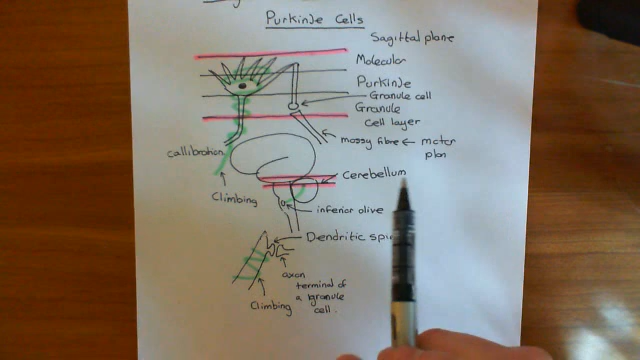 Purkinje Cells
Sagittal plane
Molecular
Purkinje
Granule cell
Granule
Cell layer
mossy fibre ← motor
plan
callibration
Cerebellum
Climbing
inferior olive
Dendritic
axon
terminal of
a granule
cell.
Climbing